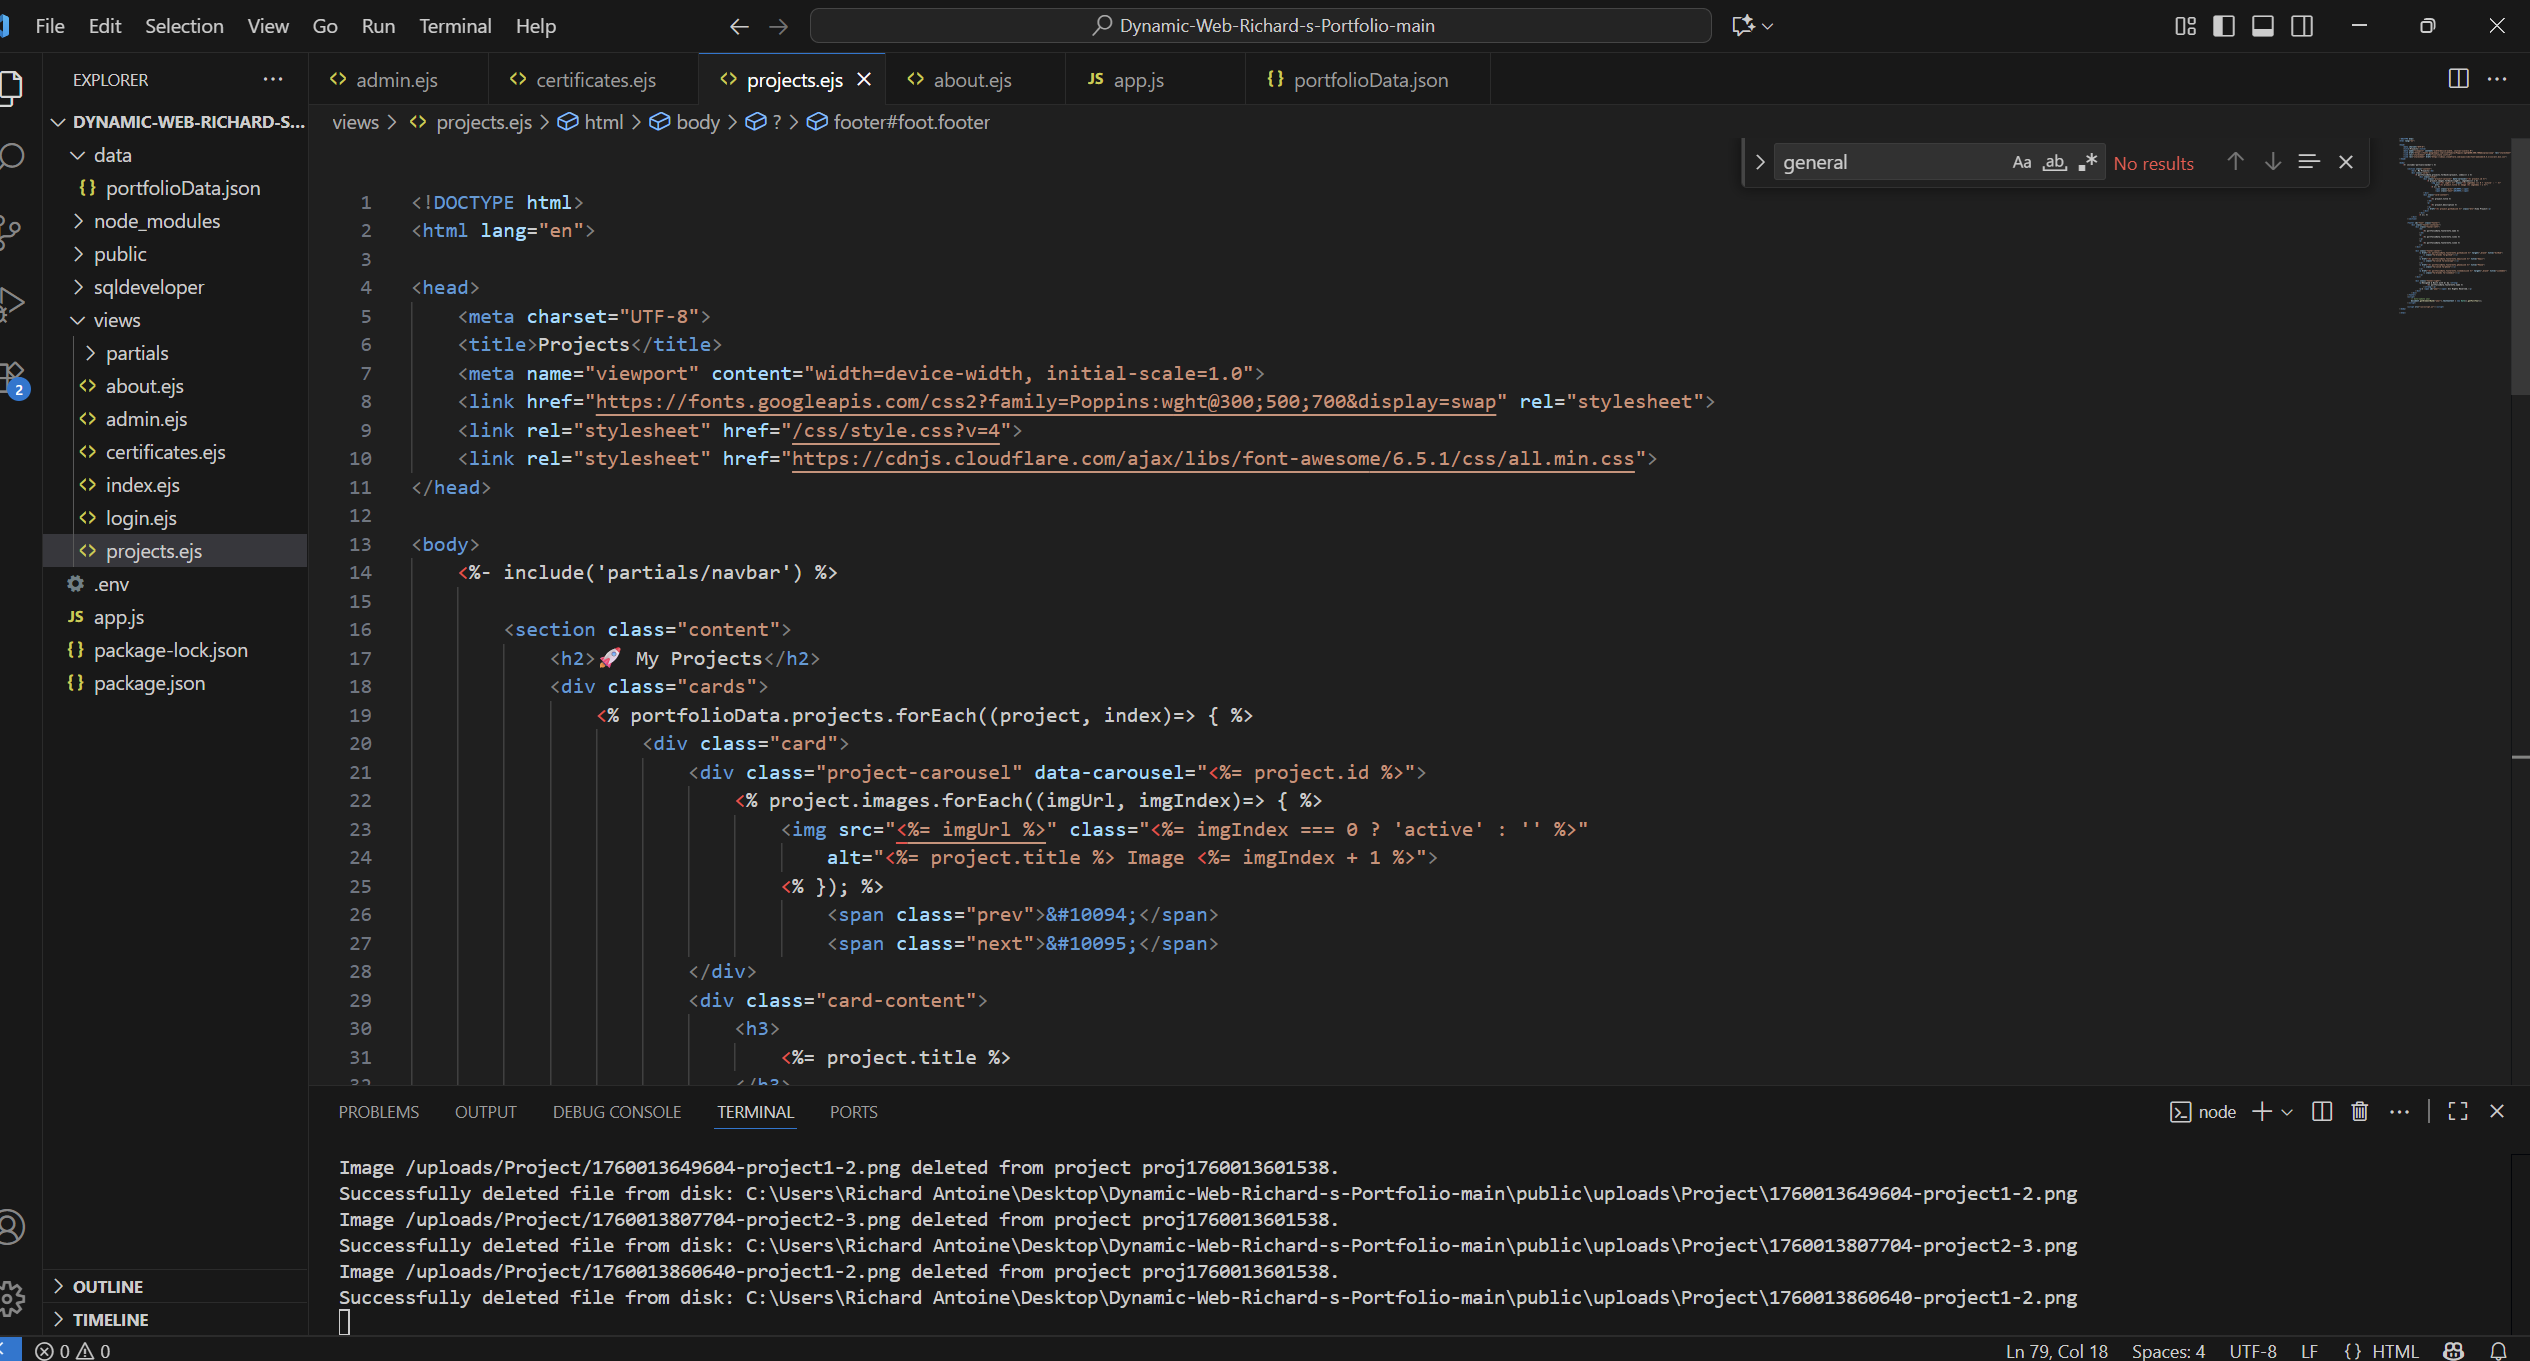 File Edit Selection View Go Run Terminal Help
Dynamic-Web-Richard-s-Portfolio-main
EXPLORER
DYNAMIC-WEB-RICHARD-S...
data
{} portfolioData.json
node_modules
public
sqldeveloper
views
partials
<> about.ejs
<> admin.ejs
<> certificates.ejs
<> index.ejs
<> login.ejs
<> projects.ejs
.env
JS app.js
{} package-lock.json
{} package.json
OUTLINE
TIMELINE
2
<> admin.ejs <> certificates.ejs <> projects.ejs <> about.ejs JS app.js {} portfolioData.json
views > <> projects.ejs > html > body > ? > footer#foot.footer
general Aa ab .* No results
1 <!DOCTYPE html>
2 <html lang="en">
3
4 <head>
5 <meta charset="UTF-8">
6 <title>Projects</title>
7 <meta name="viewport" content="width=device-width, initial-scale=1.0">
8 <link href="https://fonts.googleapis.com/css2?family=Poppins:wght@300;500;700&display=swap" rel="stylesheet">
9 <link rel="stylesheet" href="/css/style.css?v=4">
10 <link rel="stylesheet" href="https://cdnjs.cloudflare.com/ajax/libs/font-awesome/6.5.1/css/all.min.css">
11 </head>
12
13 <body>
14 <%- include('partials/navbar') %>
15
16 <section class="content">
17 <h2>🚀 My Projects</h2>
18 <div class="cards">
19 <% portfolioData.projects.forEach((project, index)=> { %>
20 <div class="card">
21 <div class="project-carousel" data-carousel="<%= project.id %>">
22 <% project.images.forEach((imgUrl, imgIndex)=> { %>
23 <img src="<%= imgUrl %>" class="<%= imgIndex === 0 ? 'active' : '' %>"
24 alt="<%= project.title %> Image <%= imgIndex + 1 %>">
25 <% }); %>
26 <span class="prev">&#10094;</span>
27 <span class="next">&#10095;</span>
28 </div>
29 <div class="card-content">
30 <h3>
31 <%= project.title %>
32 </h3>
PROBLEMS OUTPUT DEBUG CONSOLE TERMINAL PORTS
node
Image /uploads/Project/1760013649604-project1-2.png deleted from project proj1760013601538.
Successfully deleted file from disk: C:\Users\Richard Antoine\Desktop\Dynamic-Web-Richard-s-Portfolio-main\public\uploads\Project\1760013649604-project1-2.png
Image /uploads/Project/1760013807704-project2-3.png deleted from project proj1760013601538.
Successfully deleted file from disk: C:\Users\Richard Antoine\Desktop\Dynamic-Web-Richard-s-Portfolio-main\public\uploads\Project\1760013807704-project2-3.png
Image /uploads/Project/1760013860640-project1-2.png deleted from project proj1760013601538.
Successfully deleted file from disk: C:\Users\Richard Antoine\Desktop\Dynamic-Web-Richard-s-Portfolio-main\public\uploads\Project\1760013860640-project1-2.png
0 0 Ln 79, Col 18 Spaces: 4 UTF-8 LF {} HTML